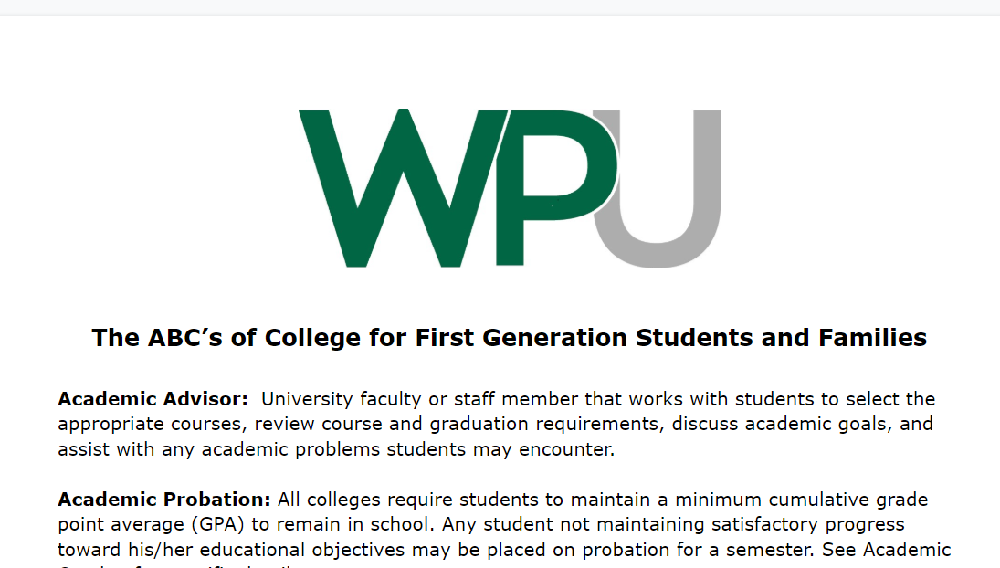 WPU
The ABC’s of College for First Generation Students and Families
Academic Advisor:  University faculty or staff member that works with students to select the
appropriate courses, review course and graduation requirements, discuss academic goals, and
assist with any academic problems students may encounter.
Academic Probation: All colleges require students to maintain a minimum cumulative grade
point average (GPA) to remain in school. Any student not maintaining satisfactory progress
toward his/her educational objectives may be placed on probation for a semester. See Academic